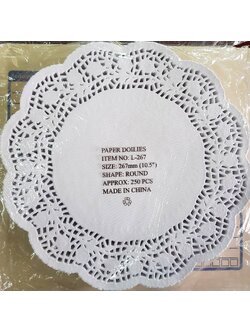 PAPER DOILIES
ITEM NO: L-267
SIZE: 267mm (10.5")
SHAPE: ROUND
APPROX: 250 PCS
MADE IN CHINA